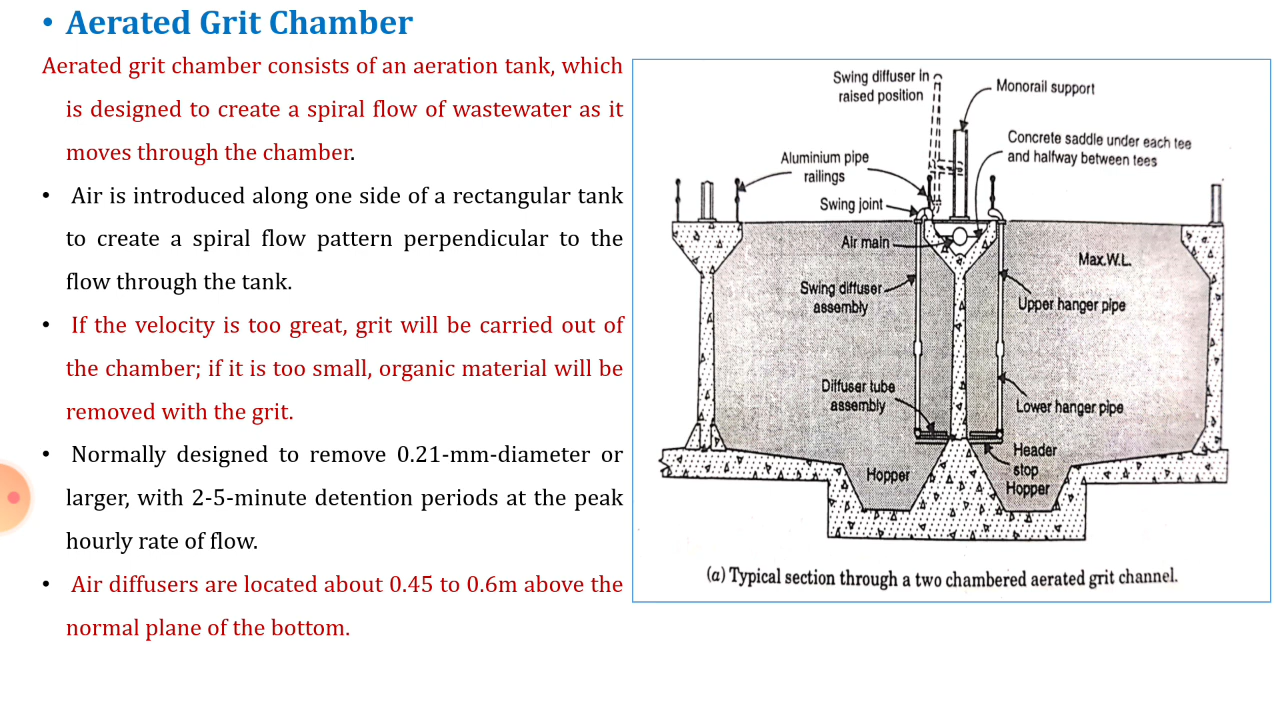 • Aerated Grit Chamber
Aerated grit chamber consists of an aeration tank, which
is designed to create a spiral flow of wastewater as it
moves through the chamber.
• Air is introduced along one side of a rectangular tank
to create a spiral flow pattern perpendicular to the
flow through the tank.
• If the velocity is too great, grit will be carried out of
the chamber; if it is too small, organic material will be
removed with the grit.
• Normally designed to remove 0.21-mm-diameter or
larger, with 2-5-minute detention periods at the peak
hourly rate of flow.
• Air diffusers are located about 0.45 to 0.6m above the
normal plane of the bottom.
Swing diffuser in
raised position
Monorail support
Concrete saddle under each tee
and halfway between tees
Aluminium pipe
railings
Swing joint
Air main
Max.W.L.
Swing diffuser
assembly
Upper hanger pipe
Diffuser tube
assembly
Lower hanger pipe
Header
stop
Hopper
Hopper
(a) Typical section through a two chambered aerated grit channel.